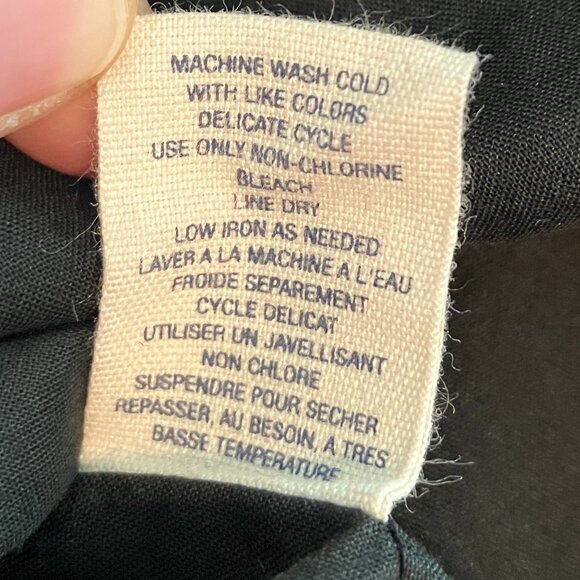 MACHINE WASH COLD
WITH LIKE COLORS
DELICATE CYCLE
USE ONLY NON-CHLORINE
BLEACH
LINE DRY
LOW IRON AS NEEDED
LAVER A LA MACHINE A L'EAU
FROIDE SEPAREMENT
CYCLE DELICAT
UTILISER UN JAVELLISANT
NON CHLORE
SUSPENDRE POUR SECHER
REPASSER, AU BESOIN, A TRES
BASSE TEMPERATURE